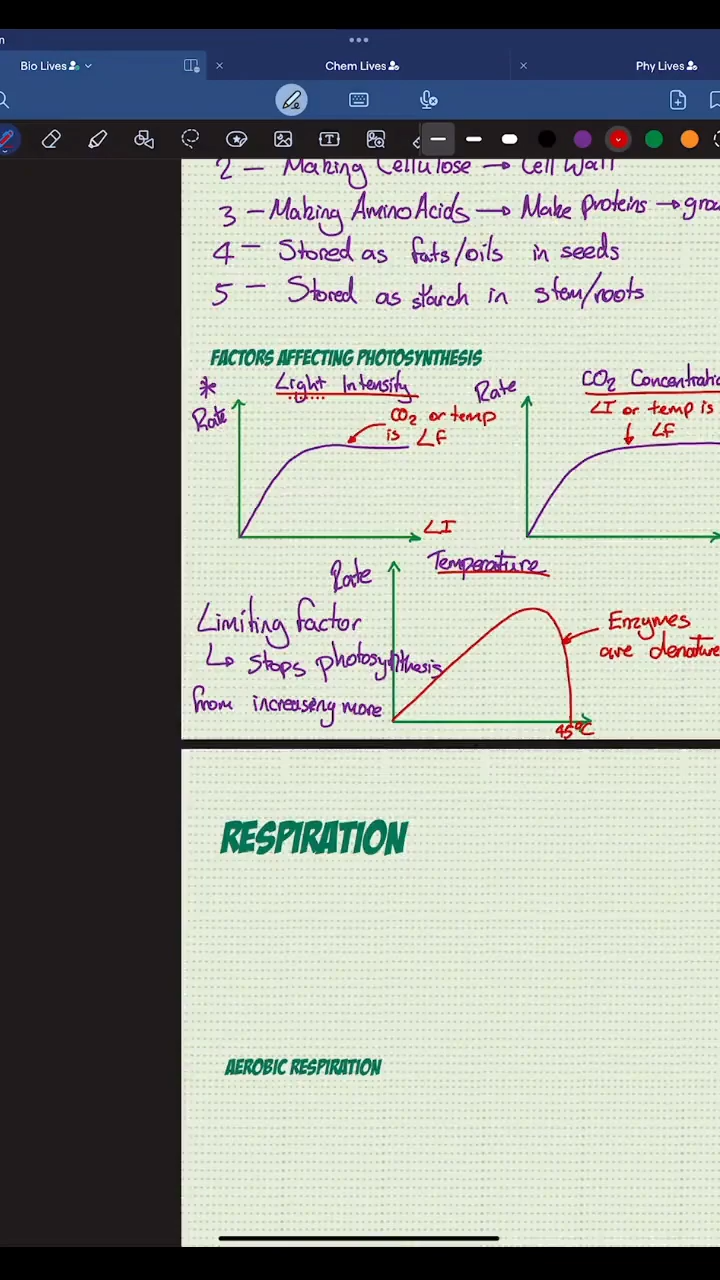 Bio Lives
Chem Lives
Phy Lives
2 - Making Cellulose → Cell Wall
3 - Making Amino Acids → Make Proteins → grow
4 - Stored as fats/oils in seeds
5 - Stored as starch in stem/roots
FACTORS AFFECTING PHOTOSYNTHESIS
* Light Intensity
Rate
CO2 or temp
is LF
LI
CO2 Concentratio
Rate
LI or temp is
LF
Temperature
Rate
Enzymes
are denature
45°C
Limiting factor
↳ stops photosynthesis
from increasing more
RESPIRATION
AEROBIC RESPIRATION